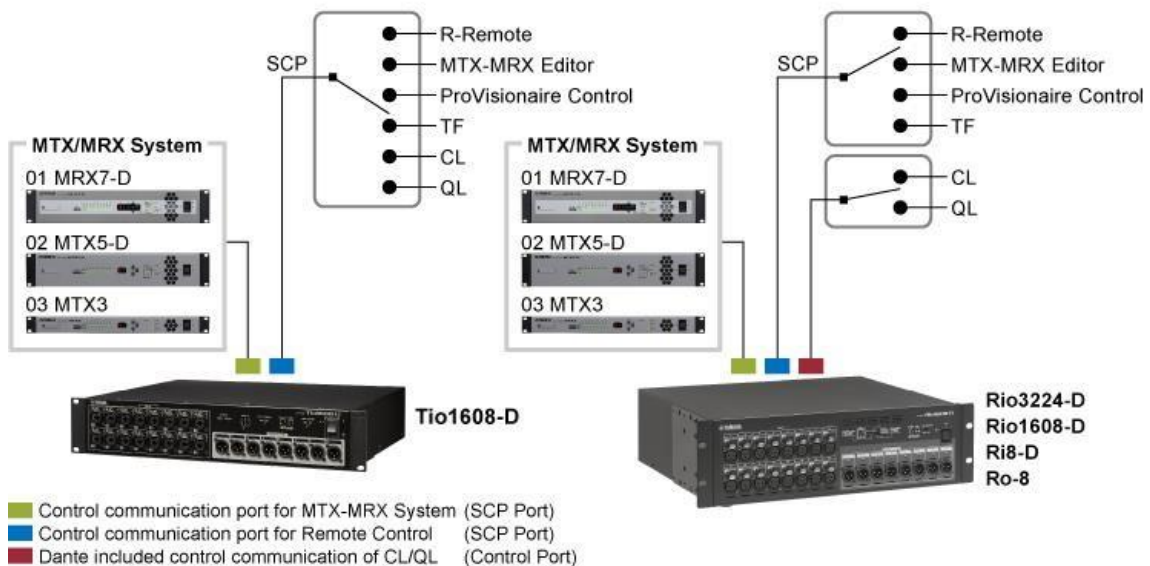 R-Remote
SCP
MTX-MRX Editor
ProVisionaire Control
TF
CL
QL
MTX/MRX System
01 MRX7-D
02 MTX5-D
03 MTX3
Tio1608-D
R-Remote
SCP
MTX-MRX Editor
ProVisionaire Control
TF
CL
QL
MTX/MRX System
01 MRX7-D
02 MTX5-D
03 MTX3
YAMAHA
Rio3224-D
Rio1608-D
Ri8-D
Ro-8
Control communication port for MTX-MRX System (SCP Port)
Control communication port for Remote Control (SCP Port)
Dante included control communication of CL/QL (Control Port)